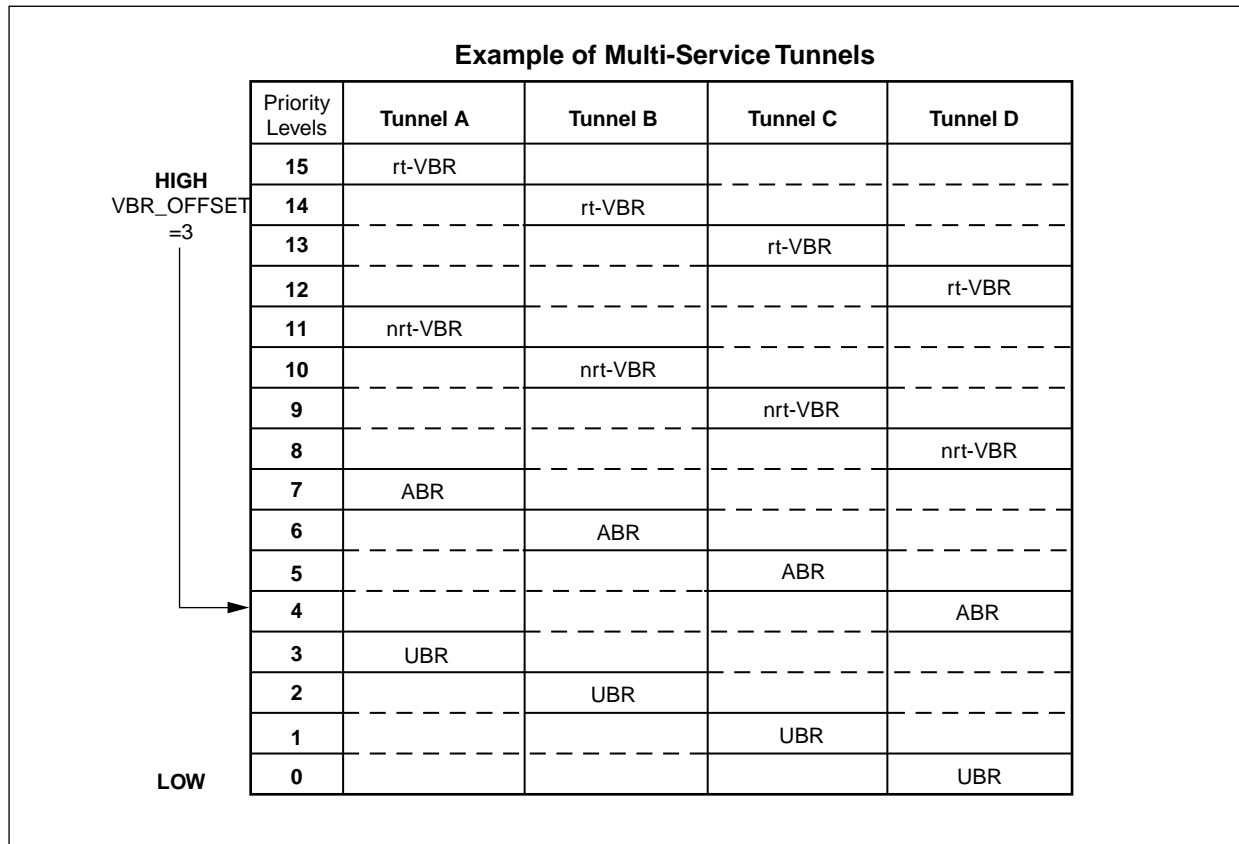 Example of Multi-Service Tunnels
Priority
Levels
Tunnel A
Tunnel B
Tunnel C
Tunnel D
HIGH
VBR_OFFSET
=3
15 rt-VBR
14 rt-VBR
13 rt-VBR
12 rt-VBR
11 nrt-VBR
10 nrt-VBR
9 nrt-VBR
8 nrt-VBR
7 ABR
6 ABR
5 ABR
4 ABR
3 UBR
2 UBR
1 UBR
LOW
0 UBR